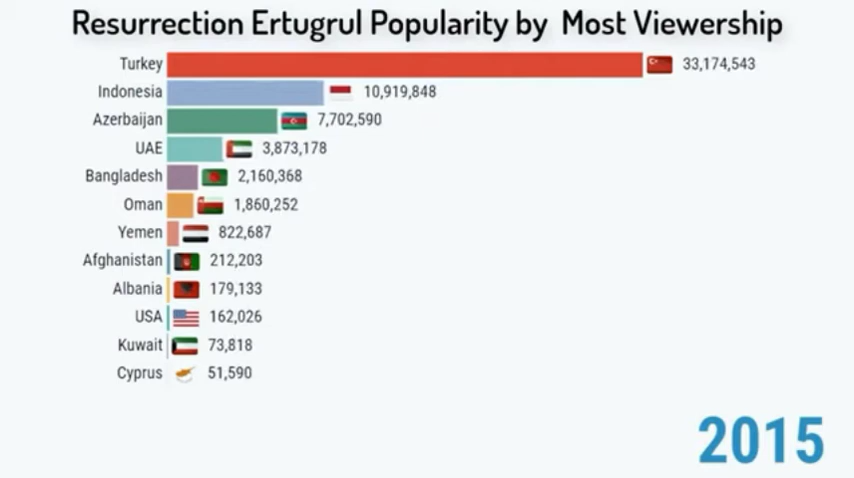 Resurrection Ertugrul Popularity by Most Viewership
Turkey 33,174,543
Indonesia 10,919,848
Azerbaijan 7,702,590
UAE 3,873,178
Bangladesh 2,160,368
Oman 1,860,252
Yemen 822,687
Afghanistan 212,203
Albania 179,133
USA 162,026
Kuwait 73,818
Cyprus 51,590
2015